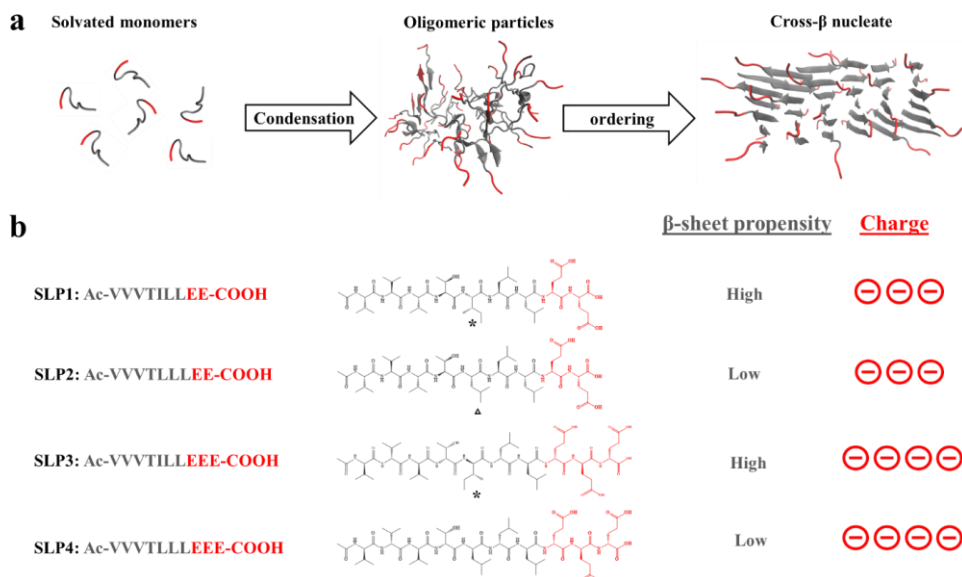 a
Solvated monomers Oligomeric particles Cross-β nucleate
Condensation ordering
b
β-sheet propensity Charge
SLP1: Ac-VVVTILLEE-COOH High
*
SLP2: Ac-VVVTLLLEE-COOH Low
Δ
SLP3: Ac-VVVTILLEEE-COOH High
*
SLP4: Ac-VVVTLLLEEE-COOH Low